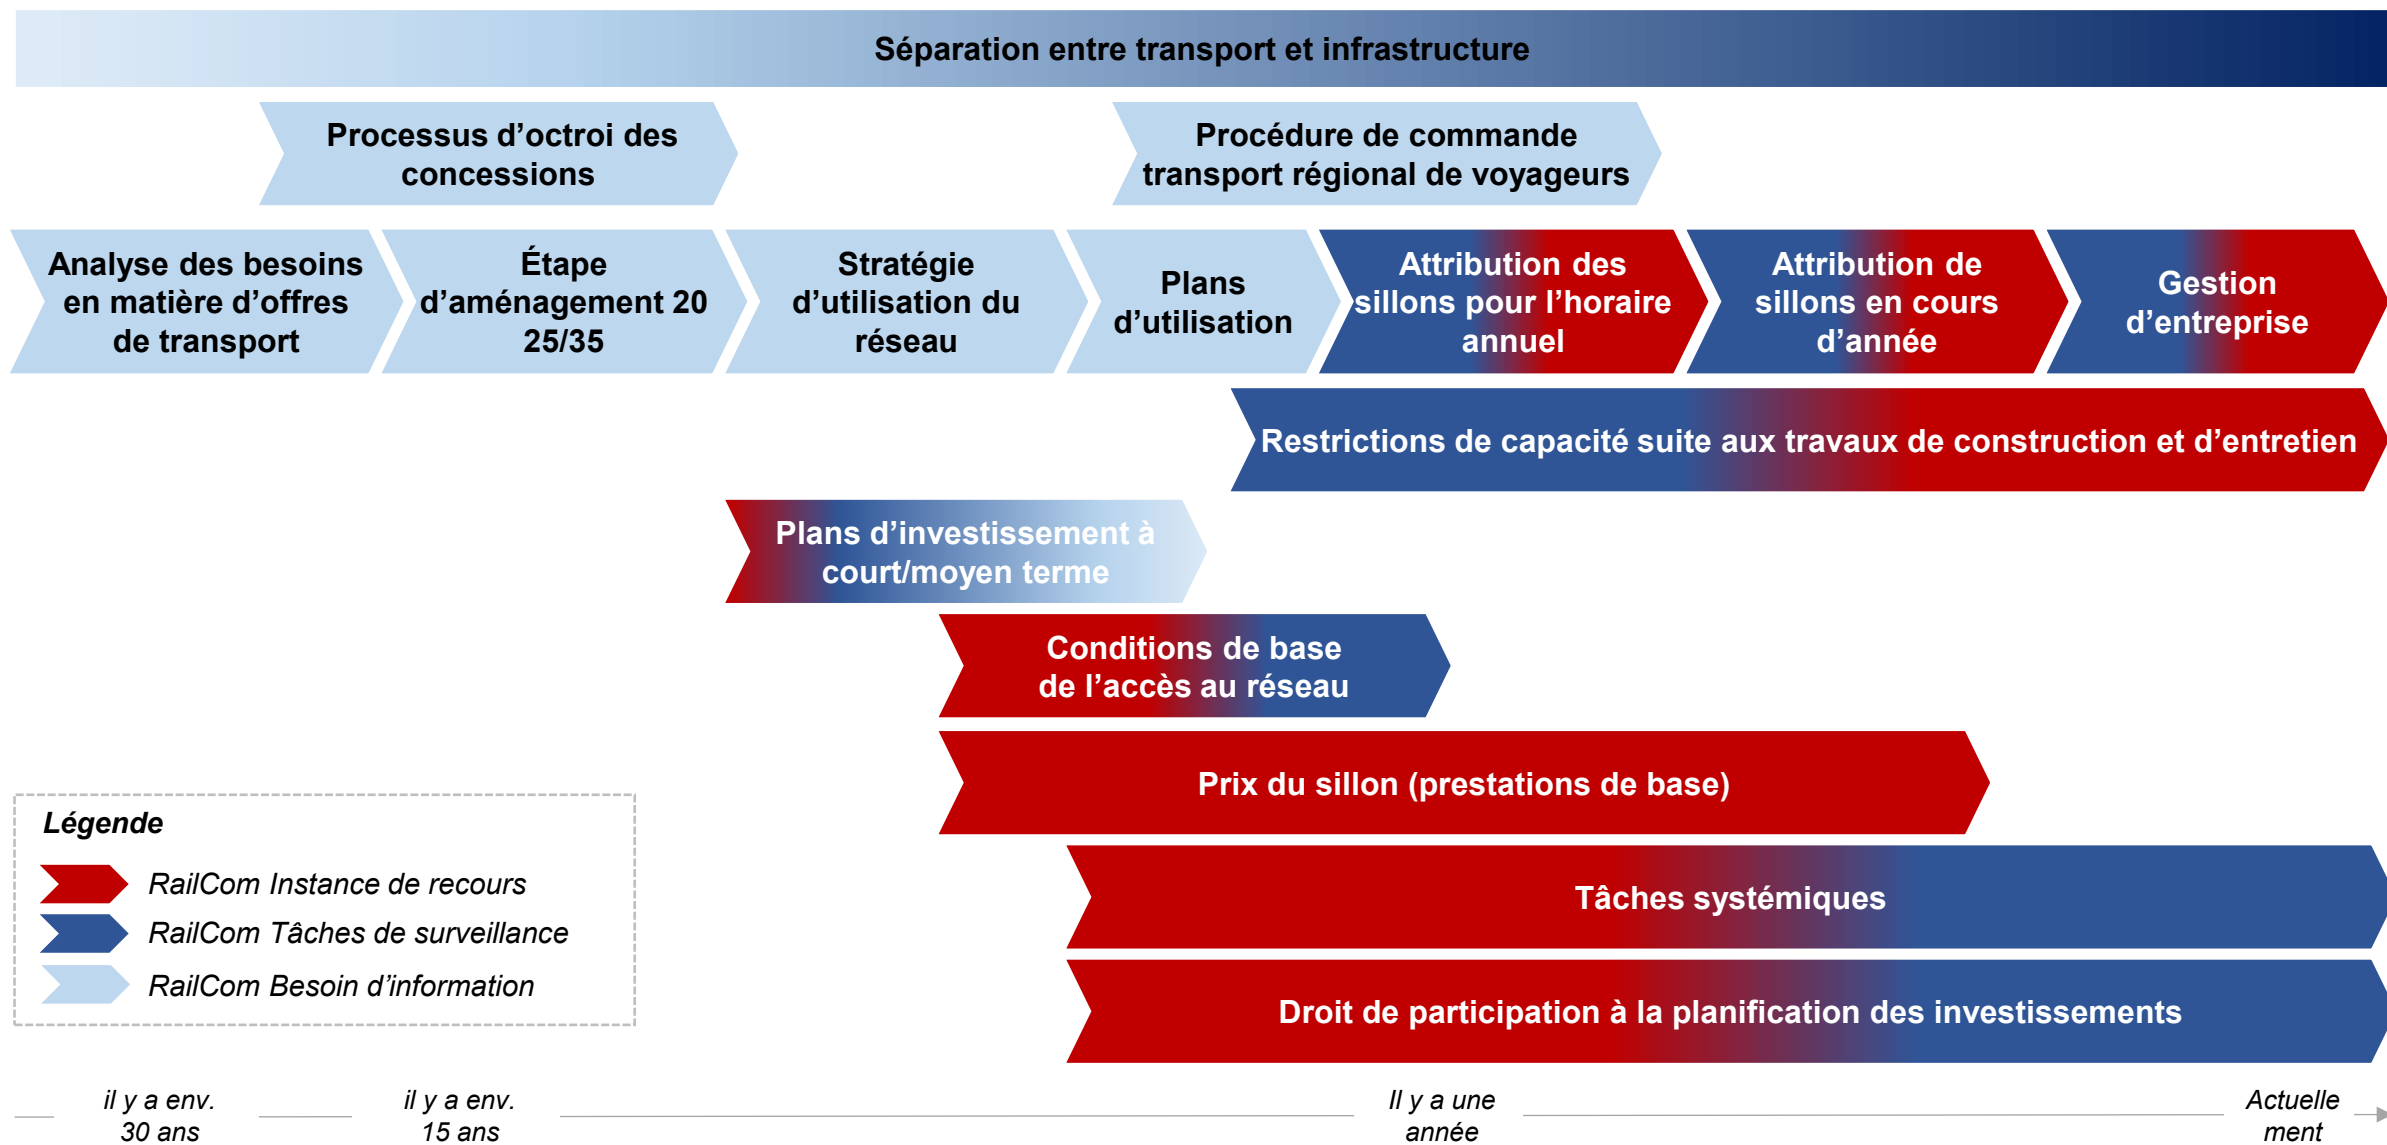 Séparation entre transport et infrastructure
Processus d’octroi des
concessions
Procédure de commande
transport régional de voyageurs
Analyse des besoins
en matière d’offres
de transport
Étape
d’aménagement 20
25/35
Stratégie
d’utilisation du
réseau
Plans
d’utilisation
Attribution des
sillons pour l’horaire
annuel
Attribution de
sillons en cours
d’année
Gestion
d’entreprise
Restrictions de capacité suite aux travaux de construction et d’entretien
Plans d’investissement à
court/moyen terme
Conditions de base
de l’accès au réseau
Prix du sillon (prestations de base)
Tâches systémiques
Droit de participation à la planification des investissements
Légende
RailCom Instance de recours
RailCom Tâches de surveillance
RailCom Besoin d’information
il y a env.
30 ans
il y a env.
15 ans
Il y a une
année
Actuelle
ment